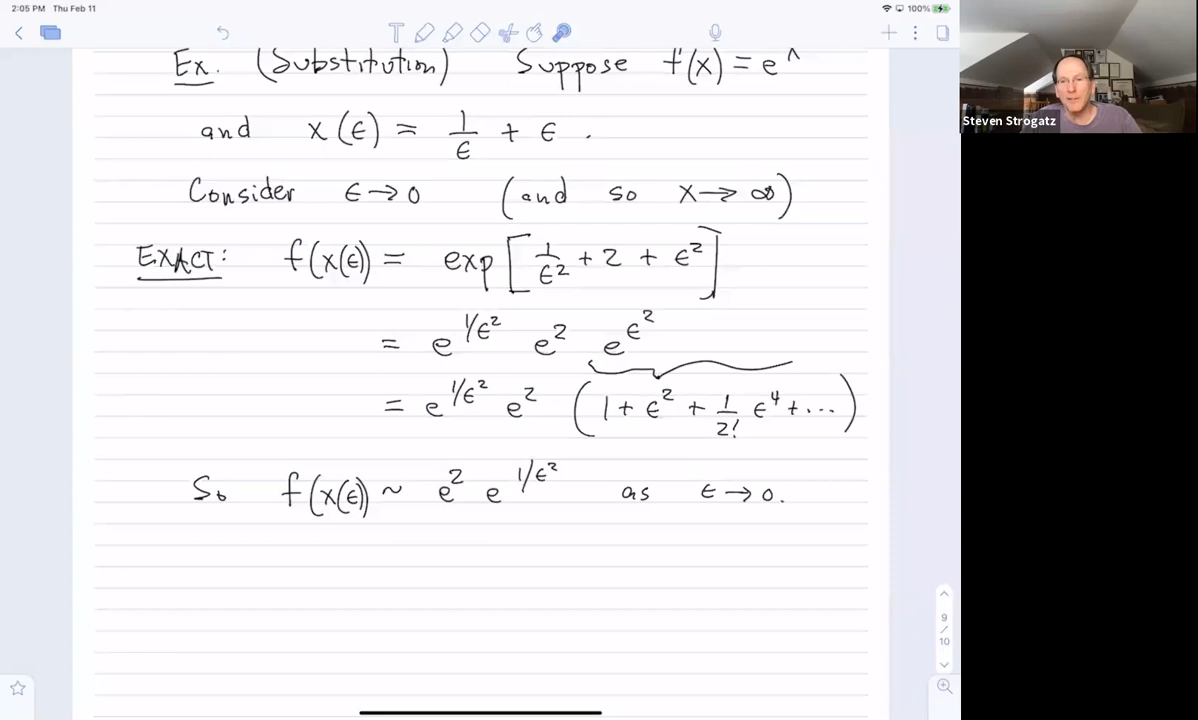 2:05 PM Thu Feb 11
100%
Ex. (Substitution) Suppose f(x) = e^
and x(ϵ) = 1/ϵ + ϵ .
Consider ϵ → 0 (and so x → ∞)
EXACT: f(x(ϵ)) = exp[1/ϵ² + 2 + ϵ²]
= e^{1/ϵ²} e² e^{ϵ²}
= e^{1/ϵ²} e² (1 + ϵ² + 1/2! ϵ⁴ + ...)
So f(x(ϵ)) ~ e² e^{1/ϵ²} as ϵ → 0.
Steven Strogatz
9
/
10